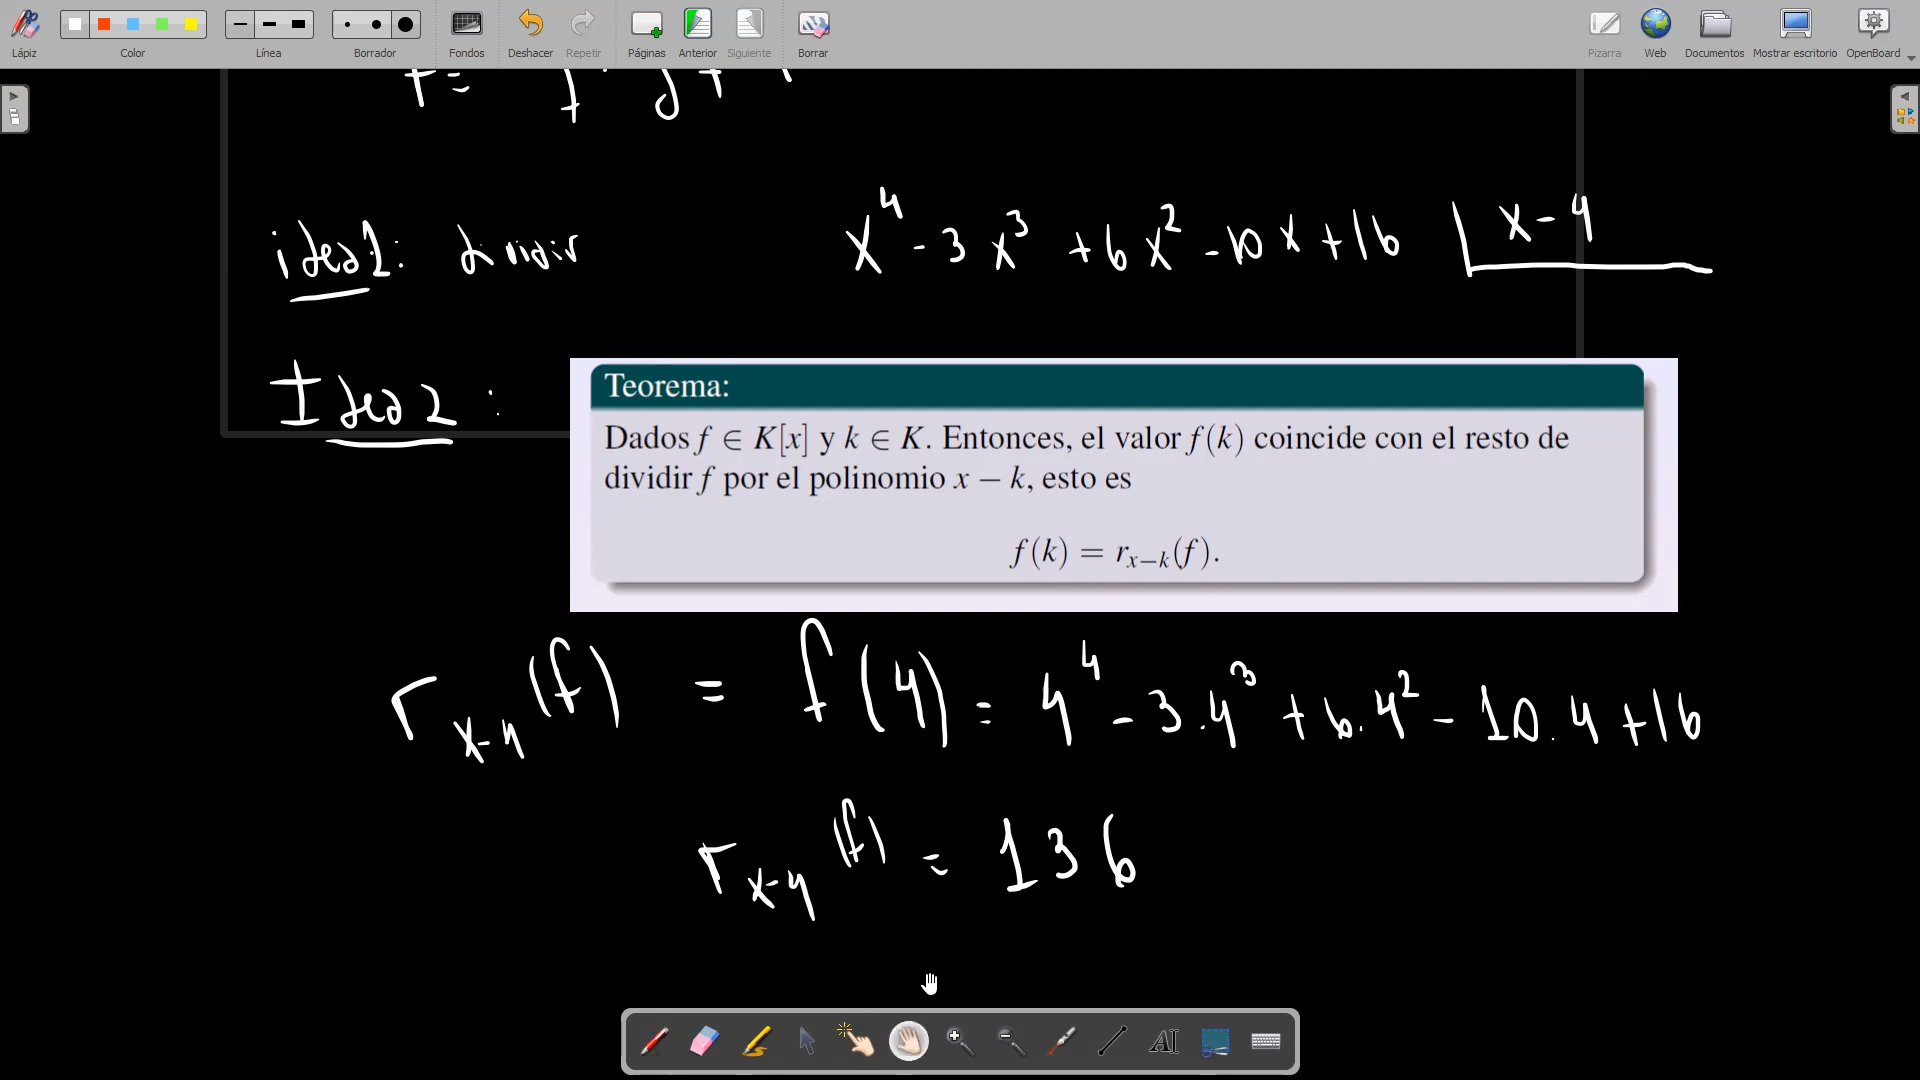 Lápiz Color Línea Borrador Fondos Deshacer Repetir Páginas Anterior Siguiente Borrar Pizarra Web Documentos Mostrar escritorio OpenBoard
idea1: dividir x⁴ - 3x³ + 6x² - 10x + 16 | x - 4
Idea 2:
Teorema:
Dados f ∈ K[x] y k ∈ K. Entonces, el valor f(k) coincide con el resto de
dividir f por el polinomio x − k, esto es
f(k) = rₓ₋ₖ(f).
rₓ₋₄(f) = f(4) = 4⁴ - 3.4³ + 6.4² - 10.4 + 16
rₓ₋₄(f) = 136